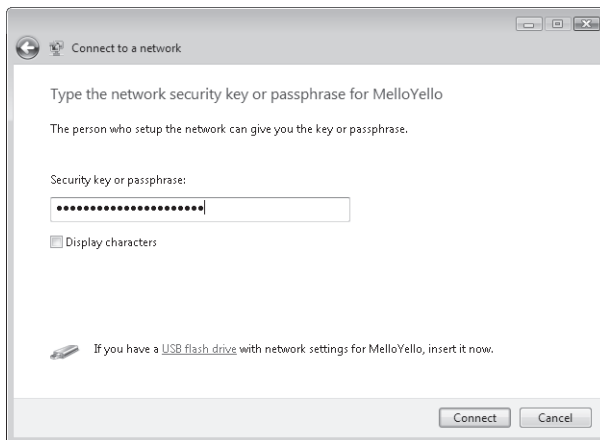 Connect to a network
Type the network security key or passphrase for MelloYello
The person who setup the network can give you the key or passphrase.
Security key or passphrase:
••••••••••••••••••••••
Display characters
If you have a USB flash drive with network settings for MelloYello, insert it now.
Connect Cancel